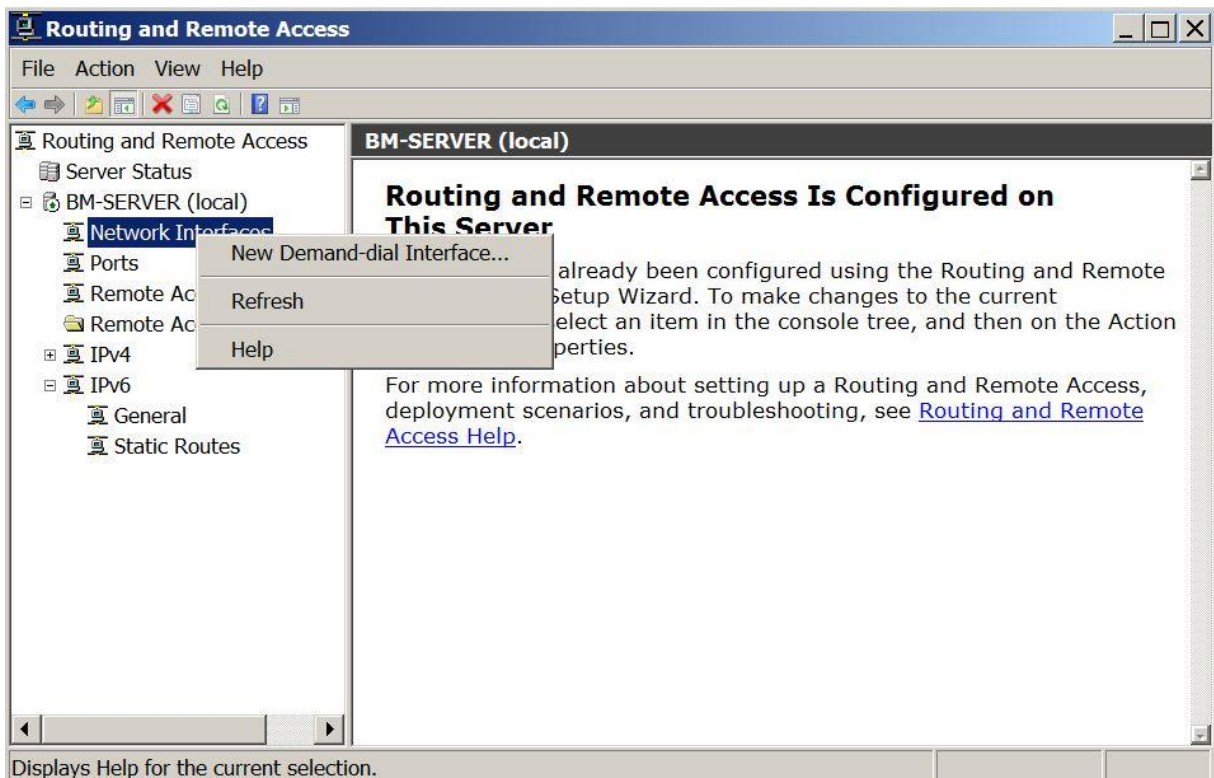 Routing and Remote Access
File Action View Help
Routing and Remote Access
Server Status
BM-SERVER (local)
Network Interfaces
Ports
Remote Ac
Remote Ac
IPv4
IPv6
General
Static Routes
New Demand-dial Interface...
Refresh
Help
BM-SERVER (local)
Routing and Remote Access Is Configured on
This Server
already been configured using the Routing and Remote
Setup Wizard. To make changes to the current
elect an item in the console tree, and then on the Action
perties.
For more information about setting up a Routing and Remote Access,
deployment scenarios, and troubleshooting, see Routing and Remote
Access Help.
Displays Help for the current selection.